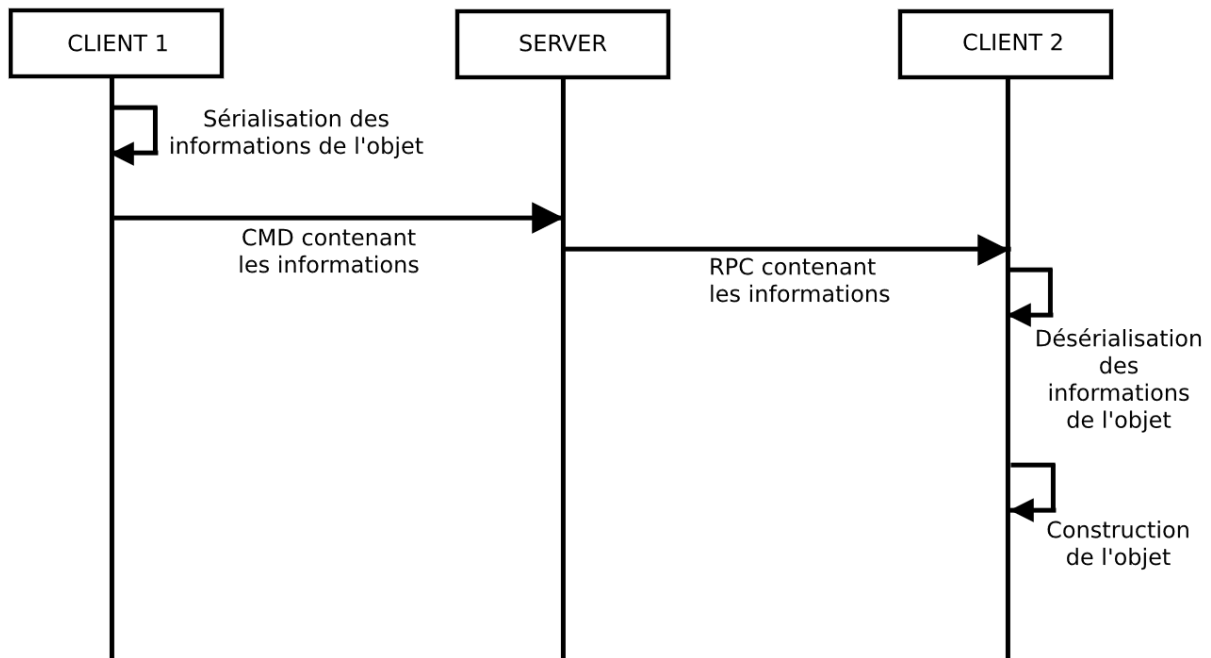 CLIENT 1
SERVER
CLIENT 2
Sérialisation des
informations de l'objet
CMD contenant
les informations
RPC contenant
les informations
Désérialisation
des
informations
de l'objet
Construction
de l'objet